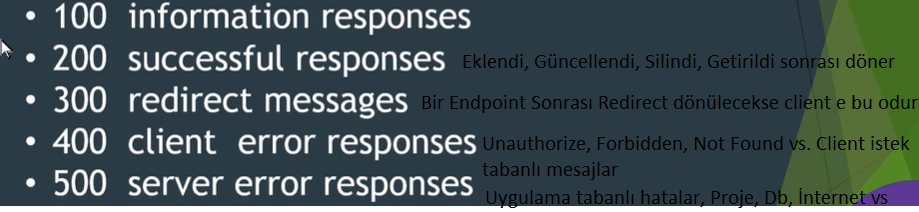 • 100 information responses
• 200 successful responses Eklendi, Güncellendi, Silindi, Getirildi sonrası döner
• 300 redirect messages Bir Endpoint Sonrası Redirect dönülecekse client e bu odur
• 400 client error responses Unauthorize, Forbidden, Not Found vs. Client istek
tabanlı mesajlar
• 500 server error responses Uygulama tabanlı hatalar, Proje, Db, İnternet vs